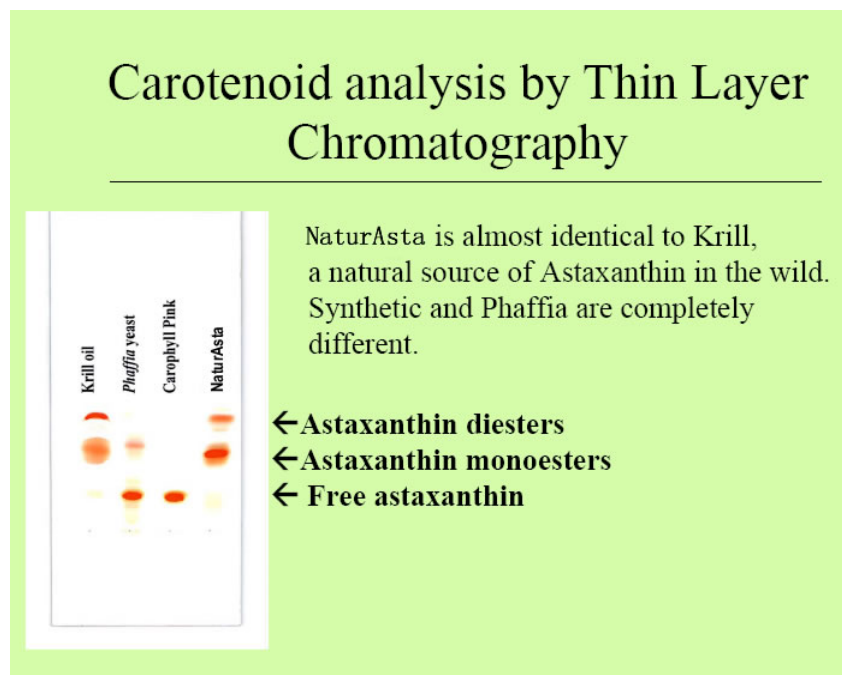 Carotenoid analysis by Thin Layer
Chromatography
NaturAsta is almost identical to Krill,
a natural source of Astaxanthin in the wild.
Synthetic and Phaffia are completely
different.
Krill oil
Phaffia yeast
Carophyll Pink
NaturAsta
←Astaxanthin diesters
←Astaxanthin monoesters
← Free astaxanthin